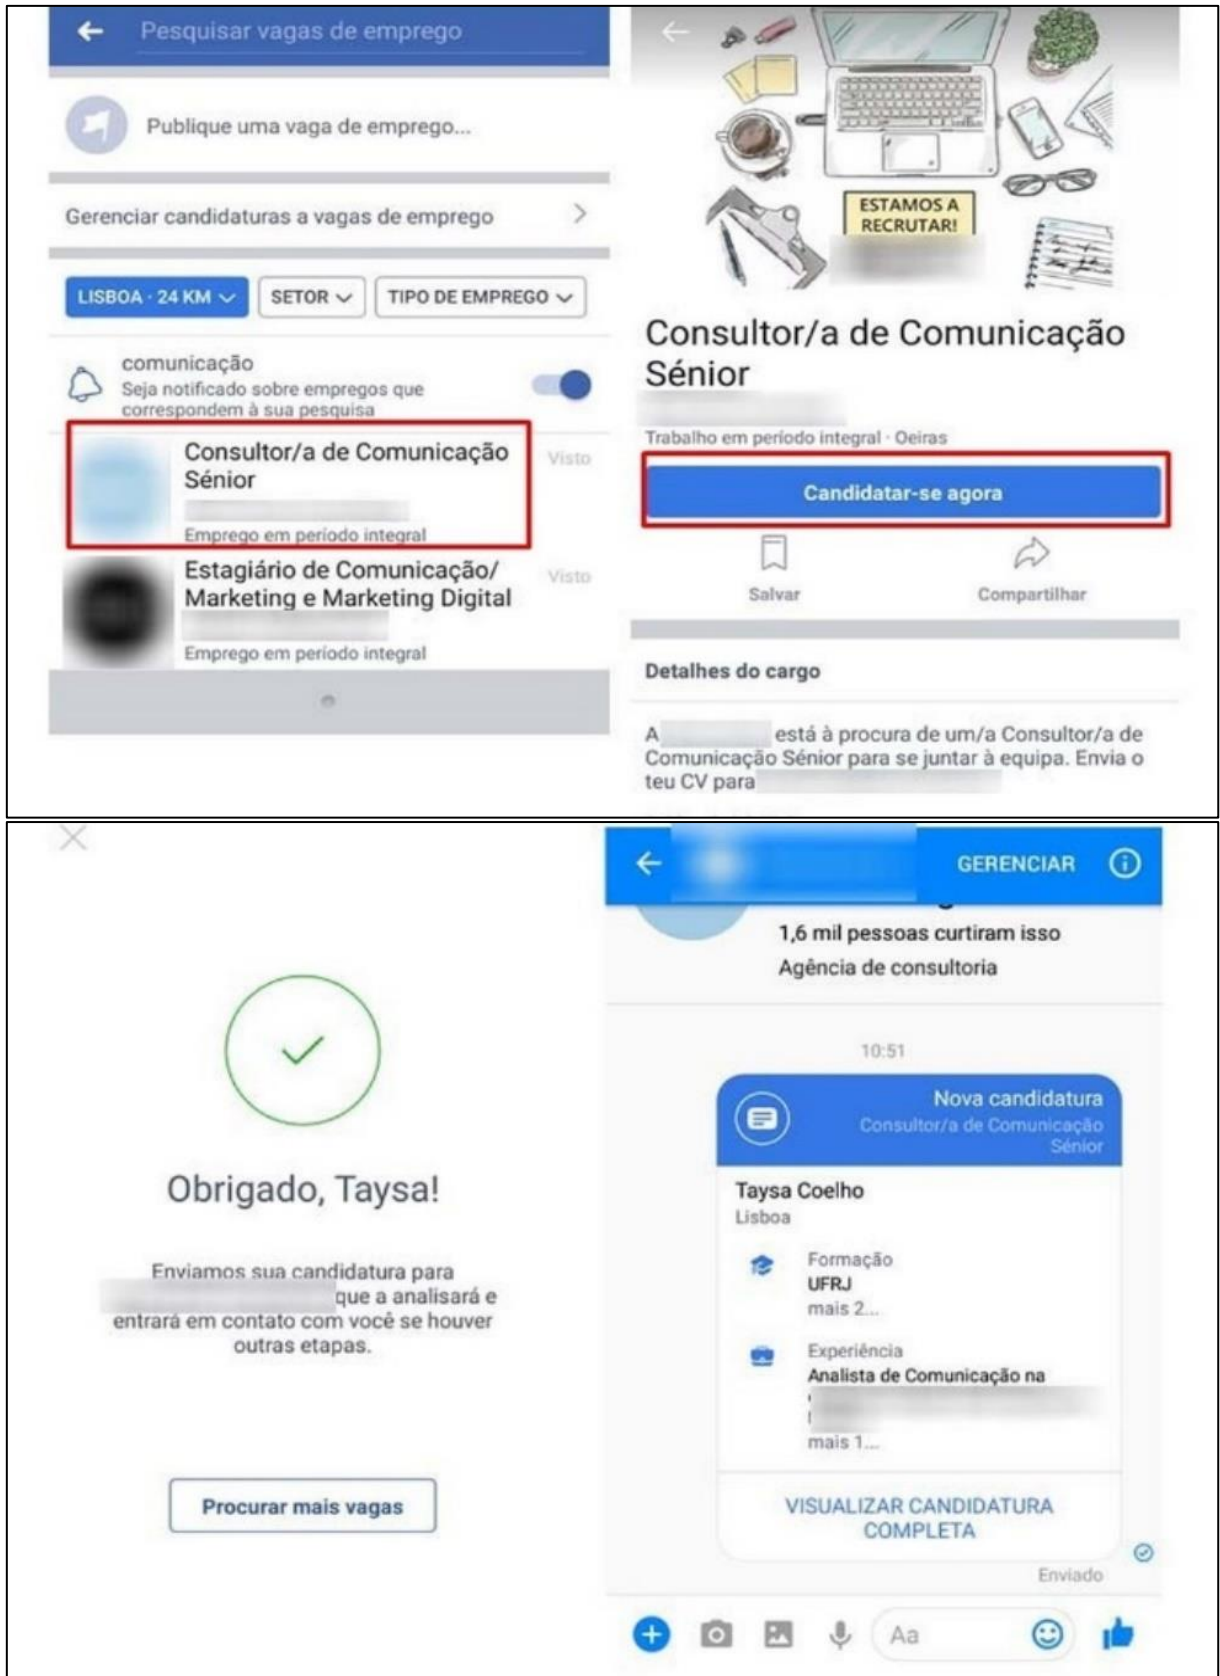 Pesquisar vagas de emprego
Publique uma vaga de emprego...
Gerenciar candidaturas a vagas de emprego
LISBOA · 24 KM
SETOR
TIPO DE EMPREGO
comunicação
Seja notificado sobre empregos que
correspondem à sua pesquisa
Consultor/a de Comunicação
Sénior
Visto
Emprego em período integral
Estagiário de Comunicação/
Marketing e Marketing Digital
Visto
Emprego em período integral
ESTAMOS A
RECRUTAR!
Consultor/a de Comunicação
Sénior
Trabalho em período integral · Oeiras
Candidatar-se agora
Salvar
Compartilhar
Detalhes do cargo
A está à procura de um/a Consultor/a de
Comunicação Sénior para se juntar à equipa. Envia o
teu CV para
Obrigado, Taysa!
Enviamos sua candidatura para
que a analisará e
entrará em contato com você se houver
outras etapas.
Procurar mais vagas
GERENCIAR
1,6 mil pessoas curtiram isso
Agência de consultoria
10:51
Nova candidatura
Consultor/a de Comunicação
Sénior
Taysa Coelho
Lisboa
Formação
UFRJ
mais 2...
Experiência
Analista de Comunicação na
mais 1...
VISUALIZAR CANDIDATURA
COMPLETA
Enviado
Aa